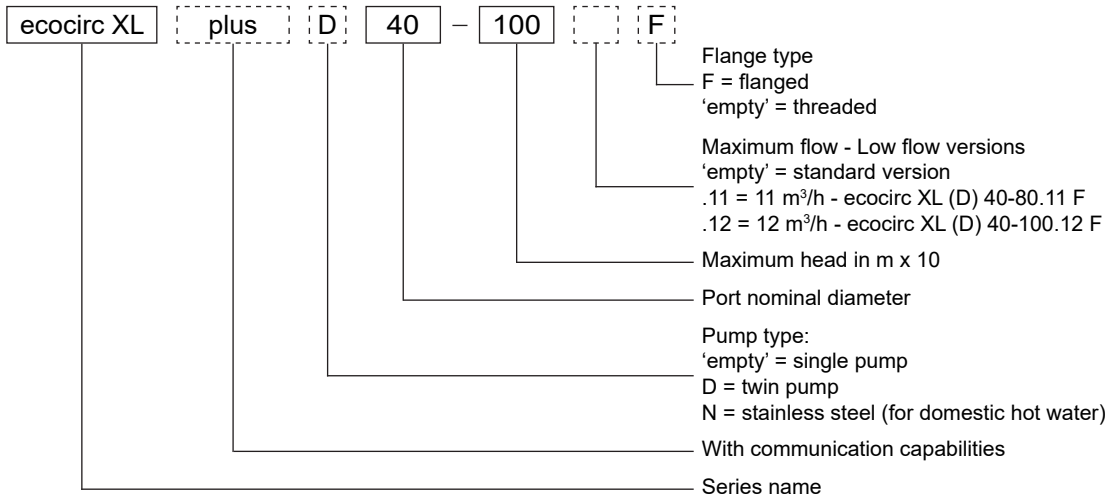 ecocirc XL plus D 40 – 100 F
Flange type
F = flanged
‘empty’ = threaded
Maximum flow - Low flow versions
‘empty’ = standard version
.11 = 11 m³/h - ecocirc XL (D) 40-80.11 F
.12 = 12 m³/h - ecocirc XL (D) 40-100.12 F
Maximum head in m x 10
Port nominal diameter
Pump type:
‘empty’ = single pump
D = twin pump
N = stainless steel (for domestic hot water)
With communication capabilities
Series name